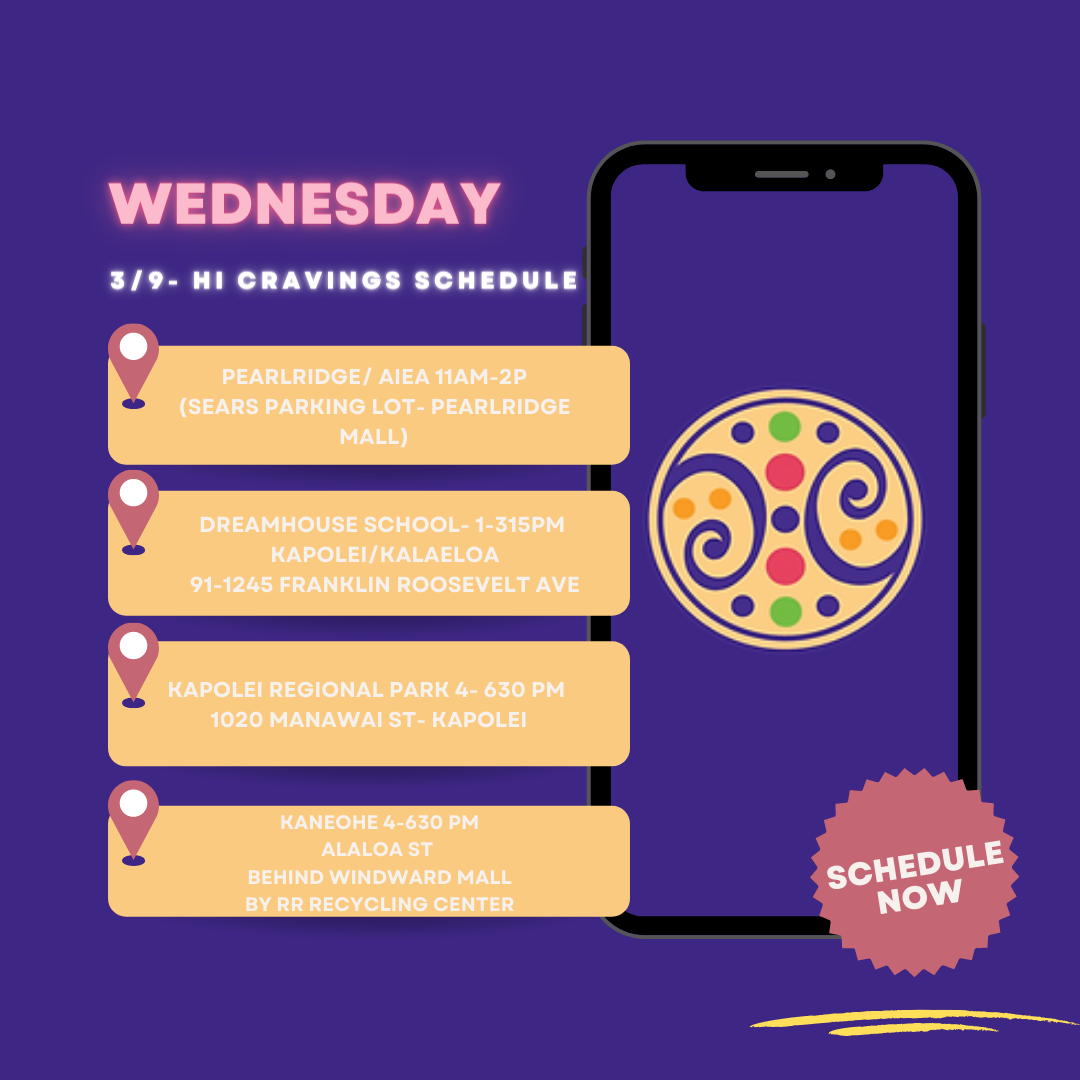 WEDNESDAY
3/9- HI CRAVINGS SCHEDULE
PEARLRIDGE/ AIEA 11AM-2P
(SEARS PARKING LOT- PEARLRIDGE
MALL)
DREAMHOUSE SCHOOL- 1-315PM
KAPOLEI/KALAELOA
91-1245 FRANKLIN ROOSEVELT AVE
KAPOLEI REGIONAL PARK 4- 630 PM
1020 MANAWAI ST- KAPOLEI
KANEOHE 4-630 PM
ALALOA ST
BEHIND WINDWARD MALL
BY RR RECYCLING CENTER
SCHEDULE
NOW